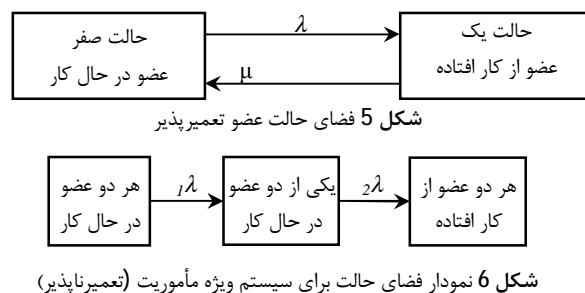 حالت صفر
عضو در حال کار
λ
μ
حالت یک
عضو از کار افتاده
شکل 5 فضای حالت عضو تعمیرپذیر
هر دو عضو
در حال کار
1λ
یکی از دو عضو
در حال کار
2λ
هر دو عضو از
کار افتاده
شکل 6 نمودار فضای حالت برای سیستم ویژه مأموریت (تعمیرناپذیر)